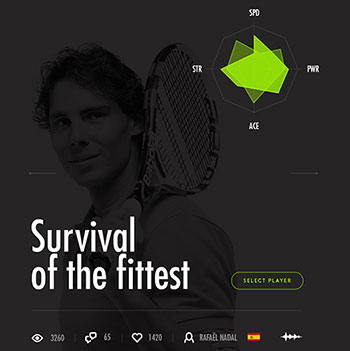 SPD
STR
PWR
ACE
Survival
of the fittest
SELECT PLAYER
3260 65 1420 RAFAEL NADAL